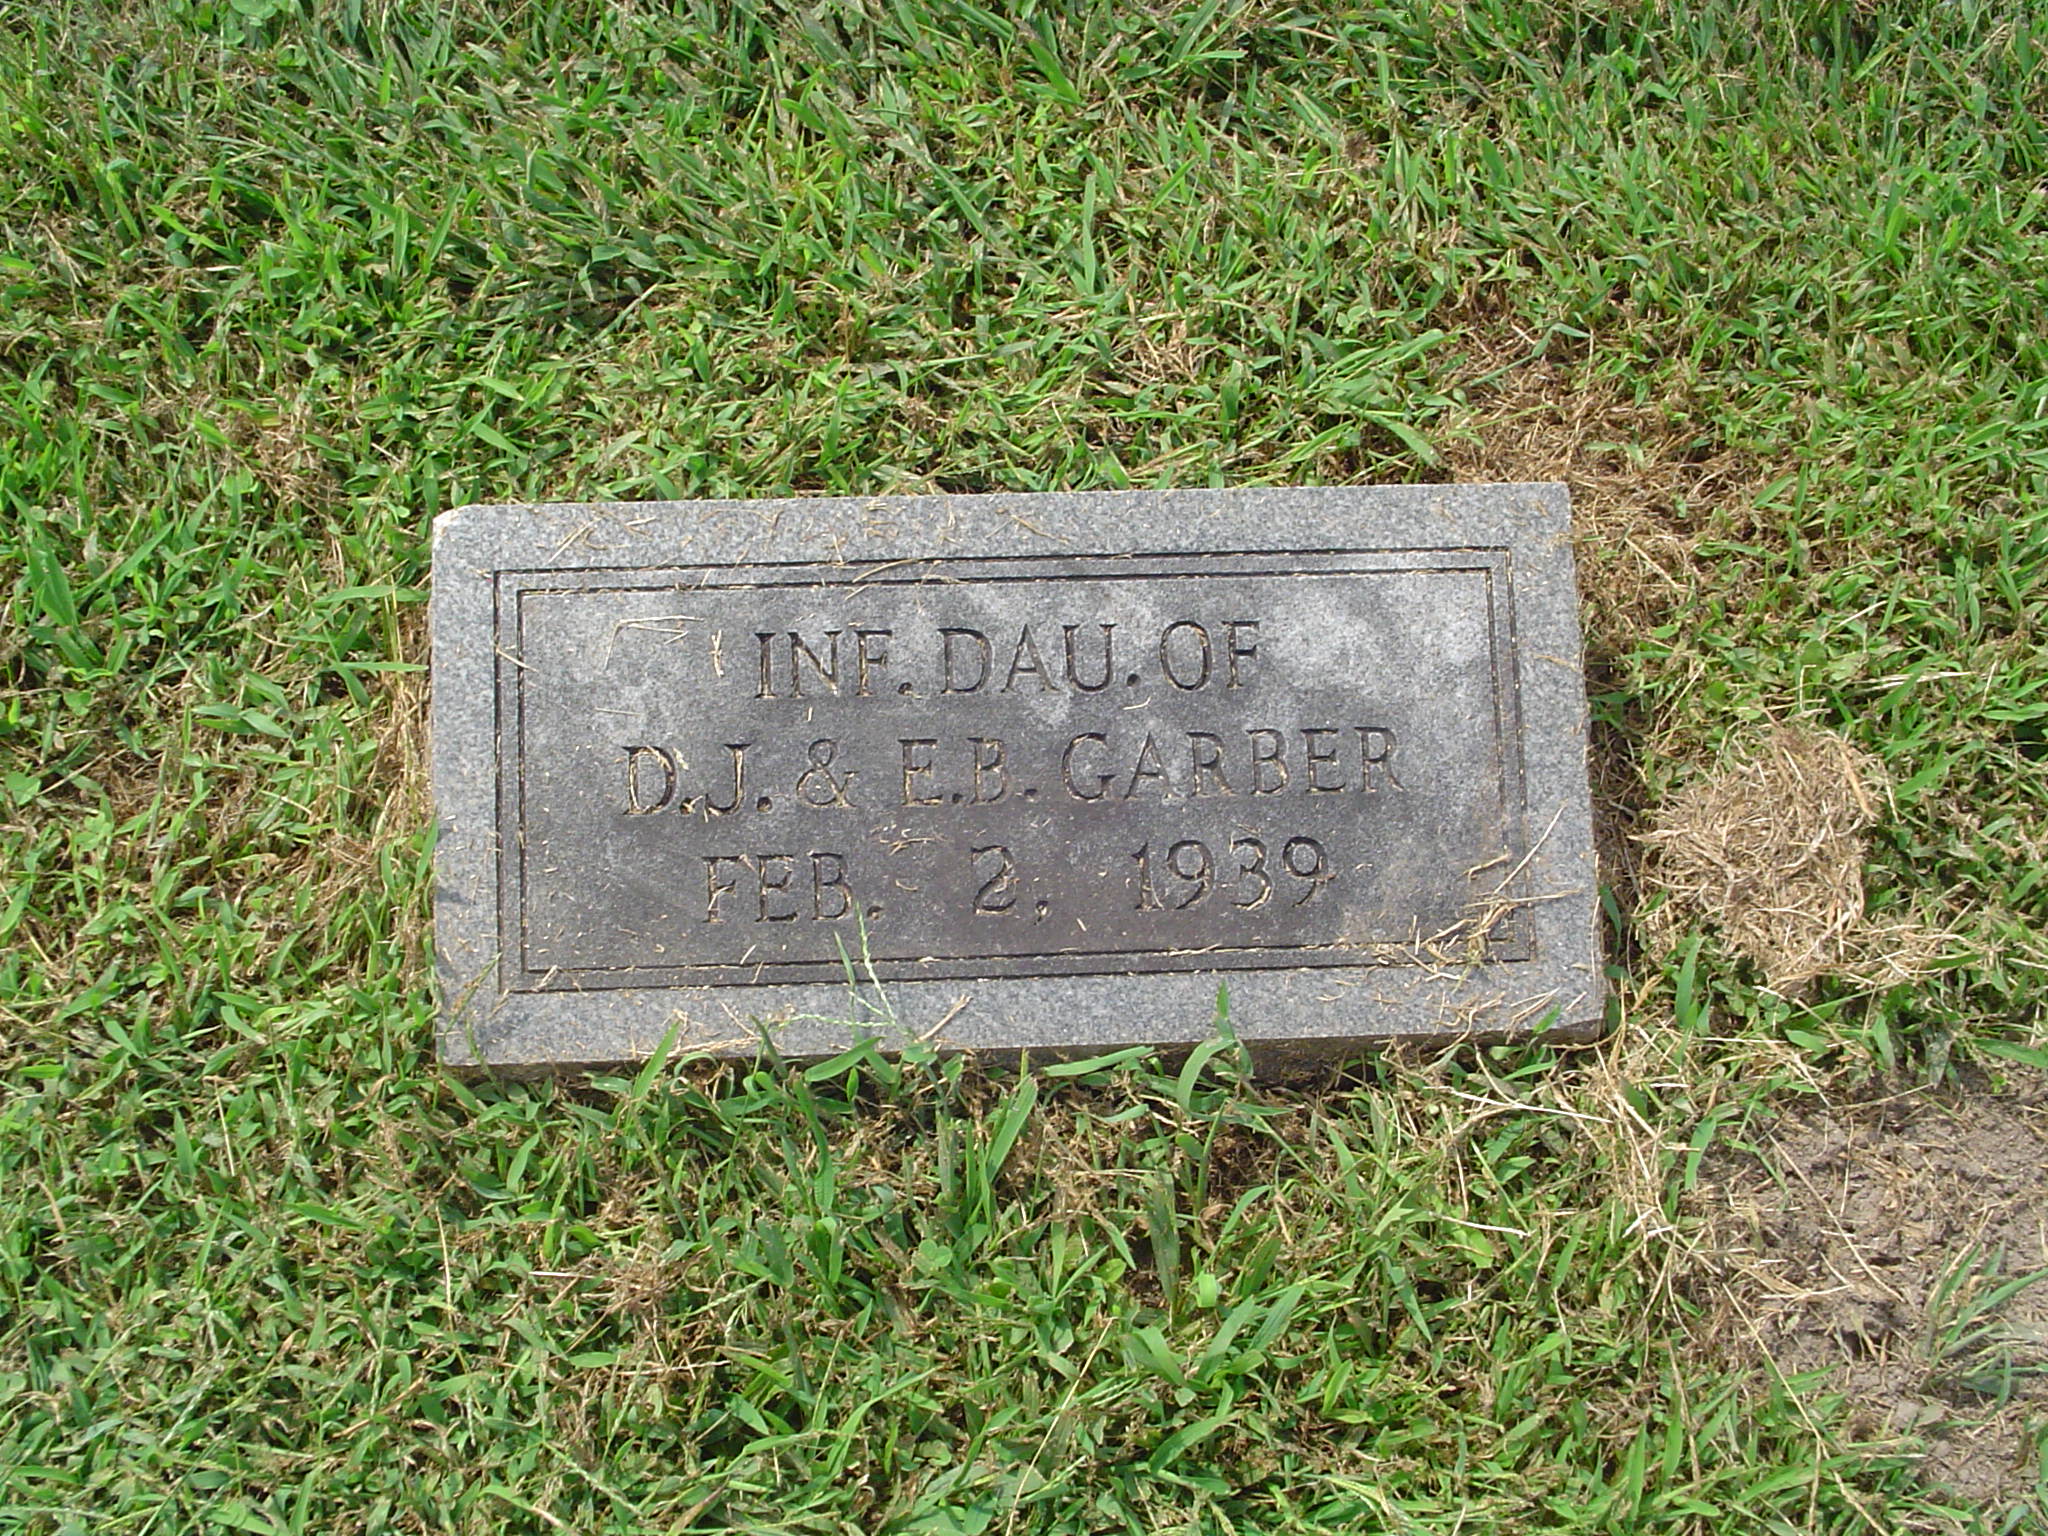 INF. DAU. OF
D.J. & E.B. GARBER
FEB. 2, 1939